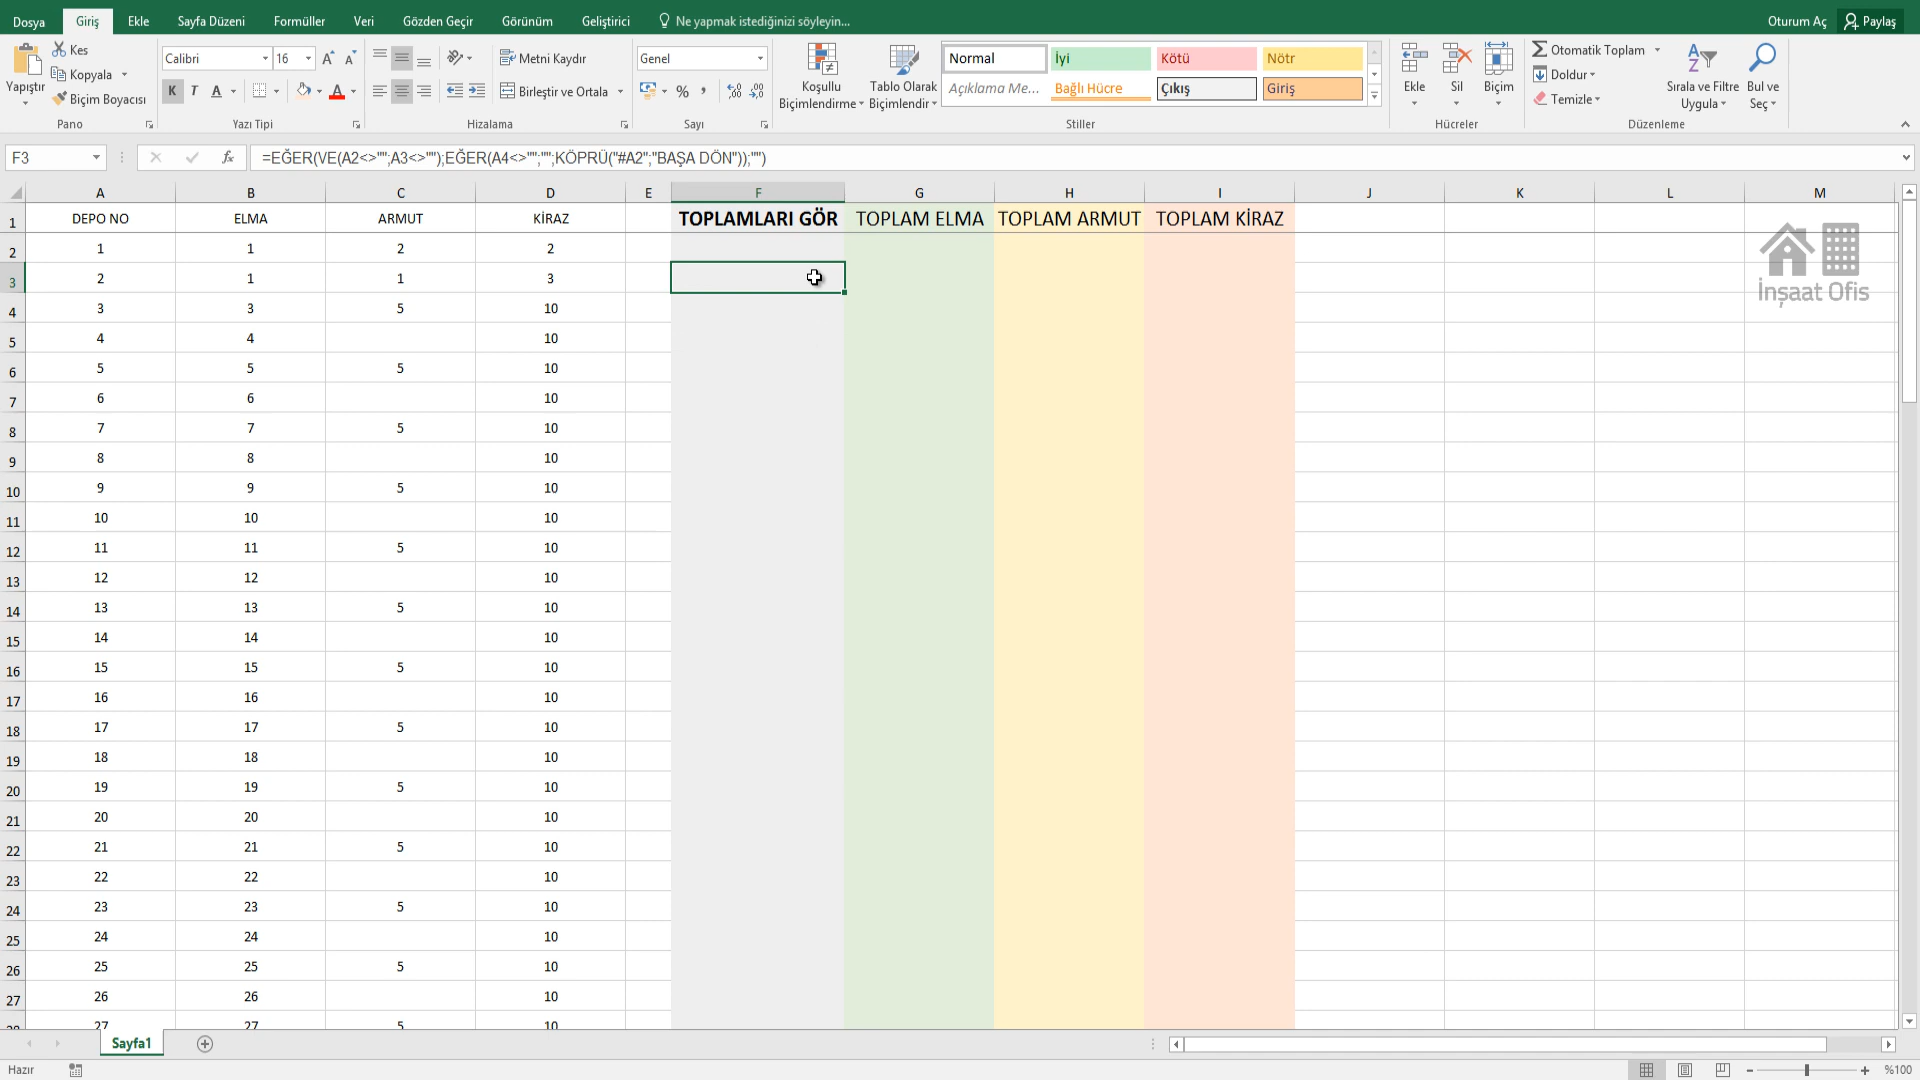 Dosya Giriş Ekle Sayfa Düzeni Formüller Veri Gözden Geçir Görünüm Geliştirici Ne yapmak istediğinizi söyleyin... Oturum Aç Paylaş
Yapıştır
Kes
Kopyala
Biçim Boyacısı
Pano
Calibri 16
K T A
Yazı Tipi
Metni Kaydır
Birleştir ve Ortala
Hizalama
Genel
%
Sayı
Koşullu Biçimlendirme
Tablo Olarak Biçimlendir
Normal İyi Kötü Nötr
Açıklama Me... Bağlı Hücre Çıkış Giriş
Stiller
Ekle Sil Biçim
Hücreler
Otomatik Toplam
Doldur
Temizle
Sırala ve Filtre Uygula
Bul ve Seç
Düzenleme
F3 fx =EĞER(VE(A2<>"";A3<>"");EĞER(A4<>"";"";KÖPRÜ("#A2";"BAŞA DÖN"));"")
A B C D E F G H I J K L M
1 DEPO NO ELMA ARMUT KİRAZ TOPLAMLARI GÖR TOPLAM ELMA TOPLAM ARMUT TOPLAM KİRAZ
2 1 1 2 2
3 2 1 1 3
4 3 3 5 10
5 4 4 10
6 5 5 5 10
7 6 6 10
8 7 7 5 10
9 8 8 10
10 9 9 5 10
11 10 10 10
12 11 11 5 10
13 12 12 10
14 13 13 5 10
15 14 14 10
16 15 15 5 10
17 16 16 10
18 17 17 5 10
19 18 18 10
20 19 19 5 10
21 20 20 10
22 21 21 5 10
23 22 22 10
24 23 23 5 10
25 24 24 10
26 25 25 5 10
27 26 26 10
28 27 27 5 10
İnşaat Ofis
Sayfa1
Hazır %100